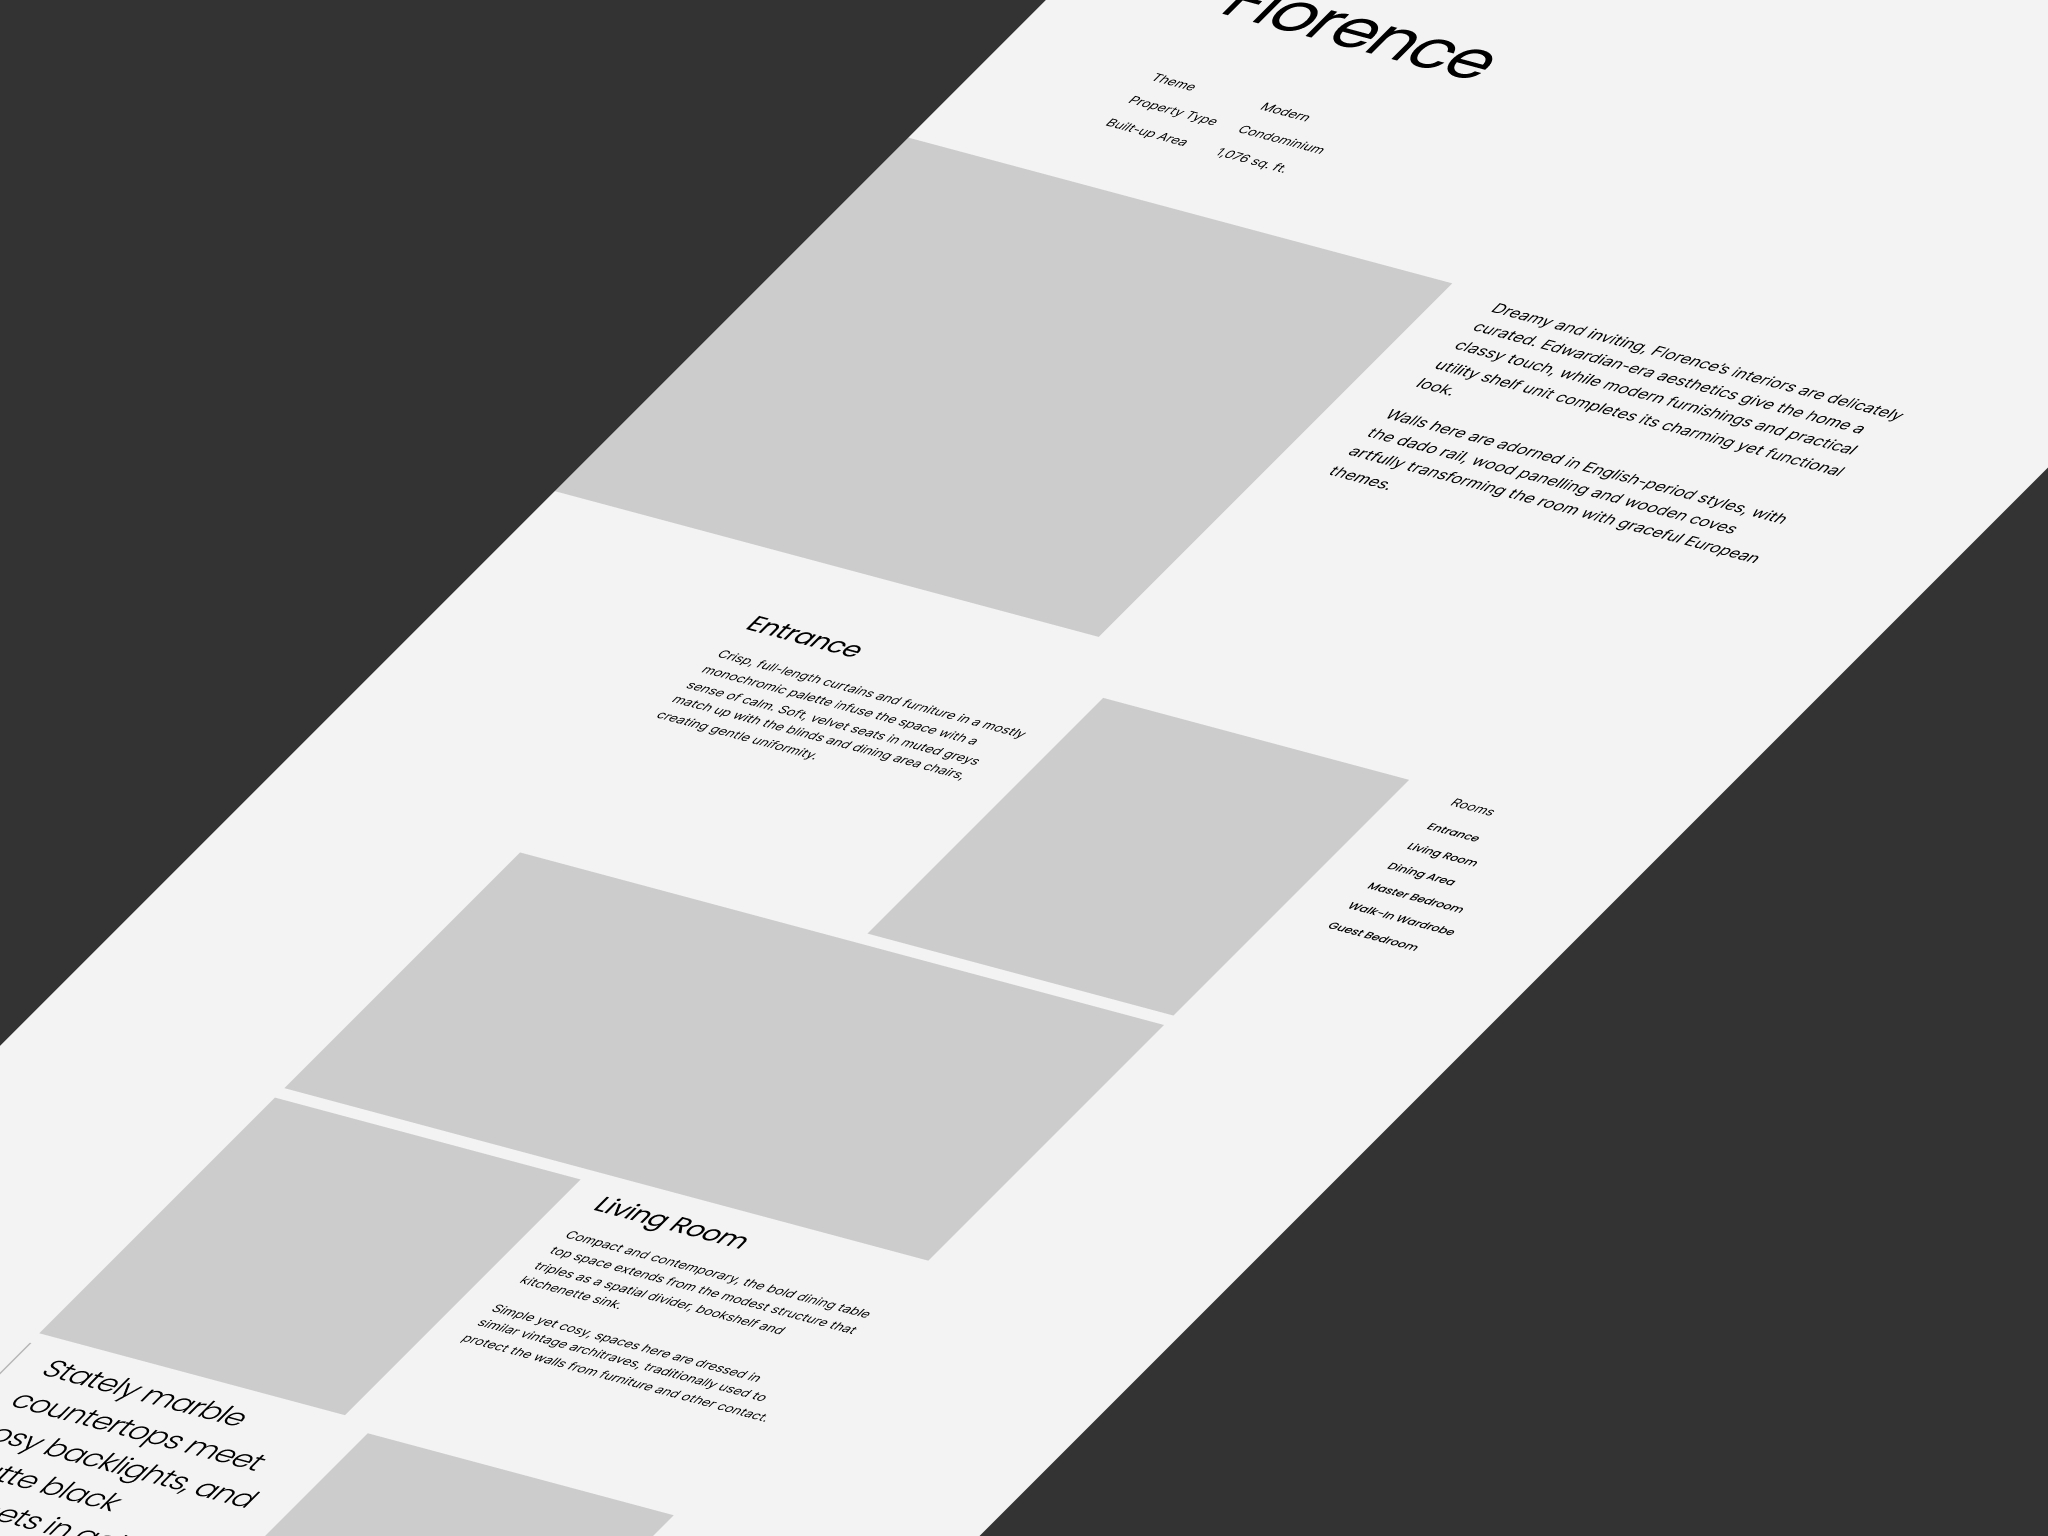 Florence
Theme Modern
Property Type Condominium
Built-up Area 1,076 sq. ft.
Dreamy and inviting, Florence's interiors are delicately
curated. Edwardian-era aesthetics give the home a
classy touch, while modern furnishings and practical
utility shelf unit completes its charming yet functional
look.
Walls here are adorned in English-period styles, with
the dado rail, wood panelling and wooden coves
artfully transforming the room with graceful European
themes.
Entrance
Crisp, full-length curtains and furniture in a mostly
monochromic palette infuse the space with a
sense of calm. Soft, velvet seats in muted greys
match up with the blinds and dining area chairs,
creating gentle uniformity.
Rooms
Entrance
Living Room
Dining Area
Master Bedroom
Walk-In Wardrobe
Guest Bedroom
Living Room
Compact and contemporary, the bold dining table
top space extends from the modest structure that
triples as a spatial divider, bookshelf and
kitchenette sink.
Simple yet cosy, spaces here are dressed in
similar vintage architraves, traditionally used to
protect the walls from furniture and other contact.
Stately marble
countertops meet
backlights, and
black
in